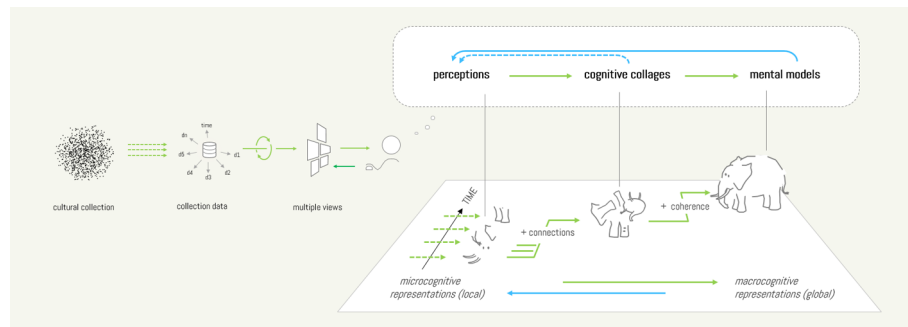 perceptions
cognitive collages
mental models
time
dn
d5
d4
d3
d2
d1
cultural collection
collection data
multiple views
TIME
+ connections
+ coherence
microcognitive
representations (local)
macrocognitive
representations (global)